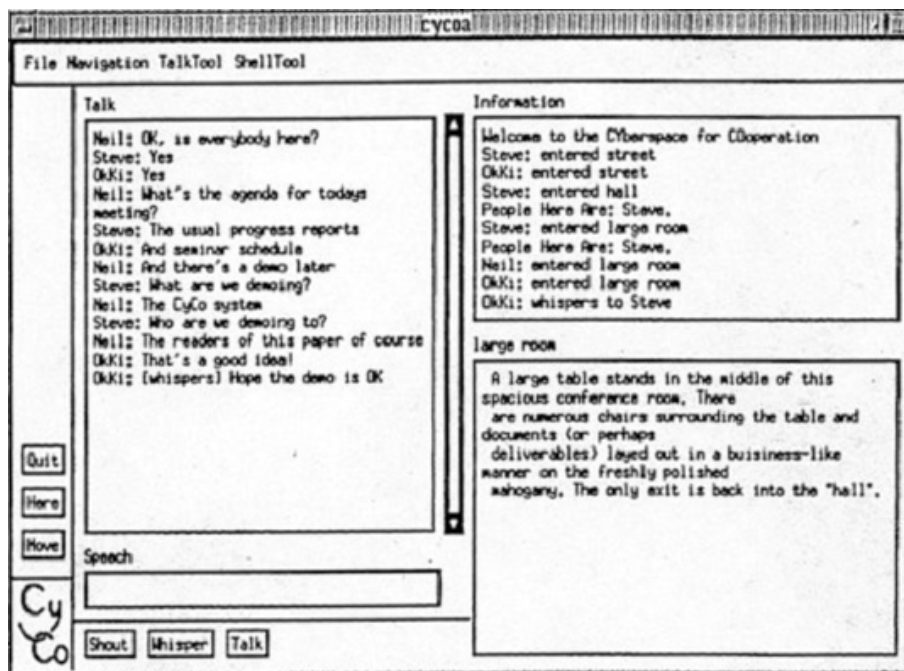 cycoa
File Navigation TalkTool ShellTool
Talk
Neil: OK, is everybody here?
Steve: Yes
OkKi: Yes
Neil: What's the agenda for todays
meeting?
Steve: The usual progress reports
OkKi: And seminar schedule
Neil: And there's a demo later
Steve: What are we demoing?
Neil: The CyCo system
Steve: Who are we demoing to?
Neil: The readers of this paper of course
OkKi: That's a good idea!
OkKi: [whispers] Hope the demo is OK
Speech
Shout Whisper Talk
Quit
Here
Move
Cy
Co
Information
Welcome to the CYberspace for COoperation
Steve: entered street
OkKi: entered street
Steve: entered hall
People Here Are: Steve.
Steve: entered large room
People Here Are: Steve.
Neil: entered large room
OkKi: entered large room
OkKi: whispers to Steve
large room
A large table stands in the middle of this
spacious conference room. There
are numerous chairs surrounding the table and
documents (or perhaps
deliverables) layed out in a buisiness-like
manner on the freshly polished
mahogany. The only exit is back into the "hall".